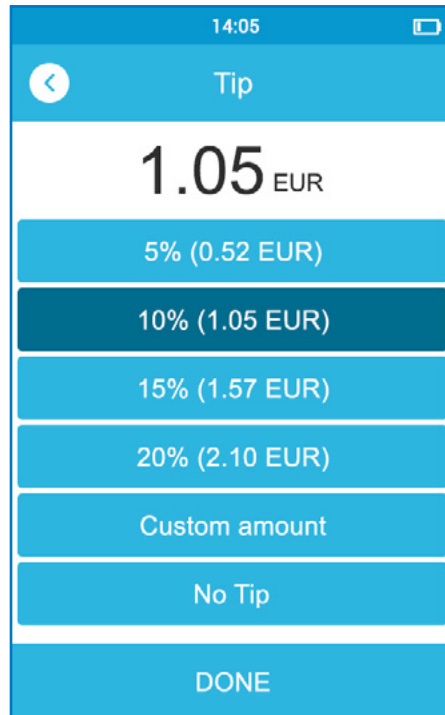 14:05
Tip
1.05 EUR
5% (0.52 EUR)
10% (1.05 EUR)
15% (1.57 EUR)
20% (2.10 EUR)
Custom amount
No Tip
DONE